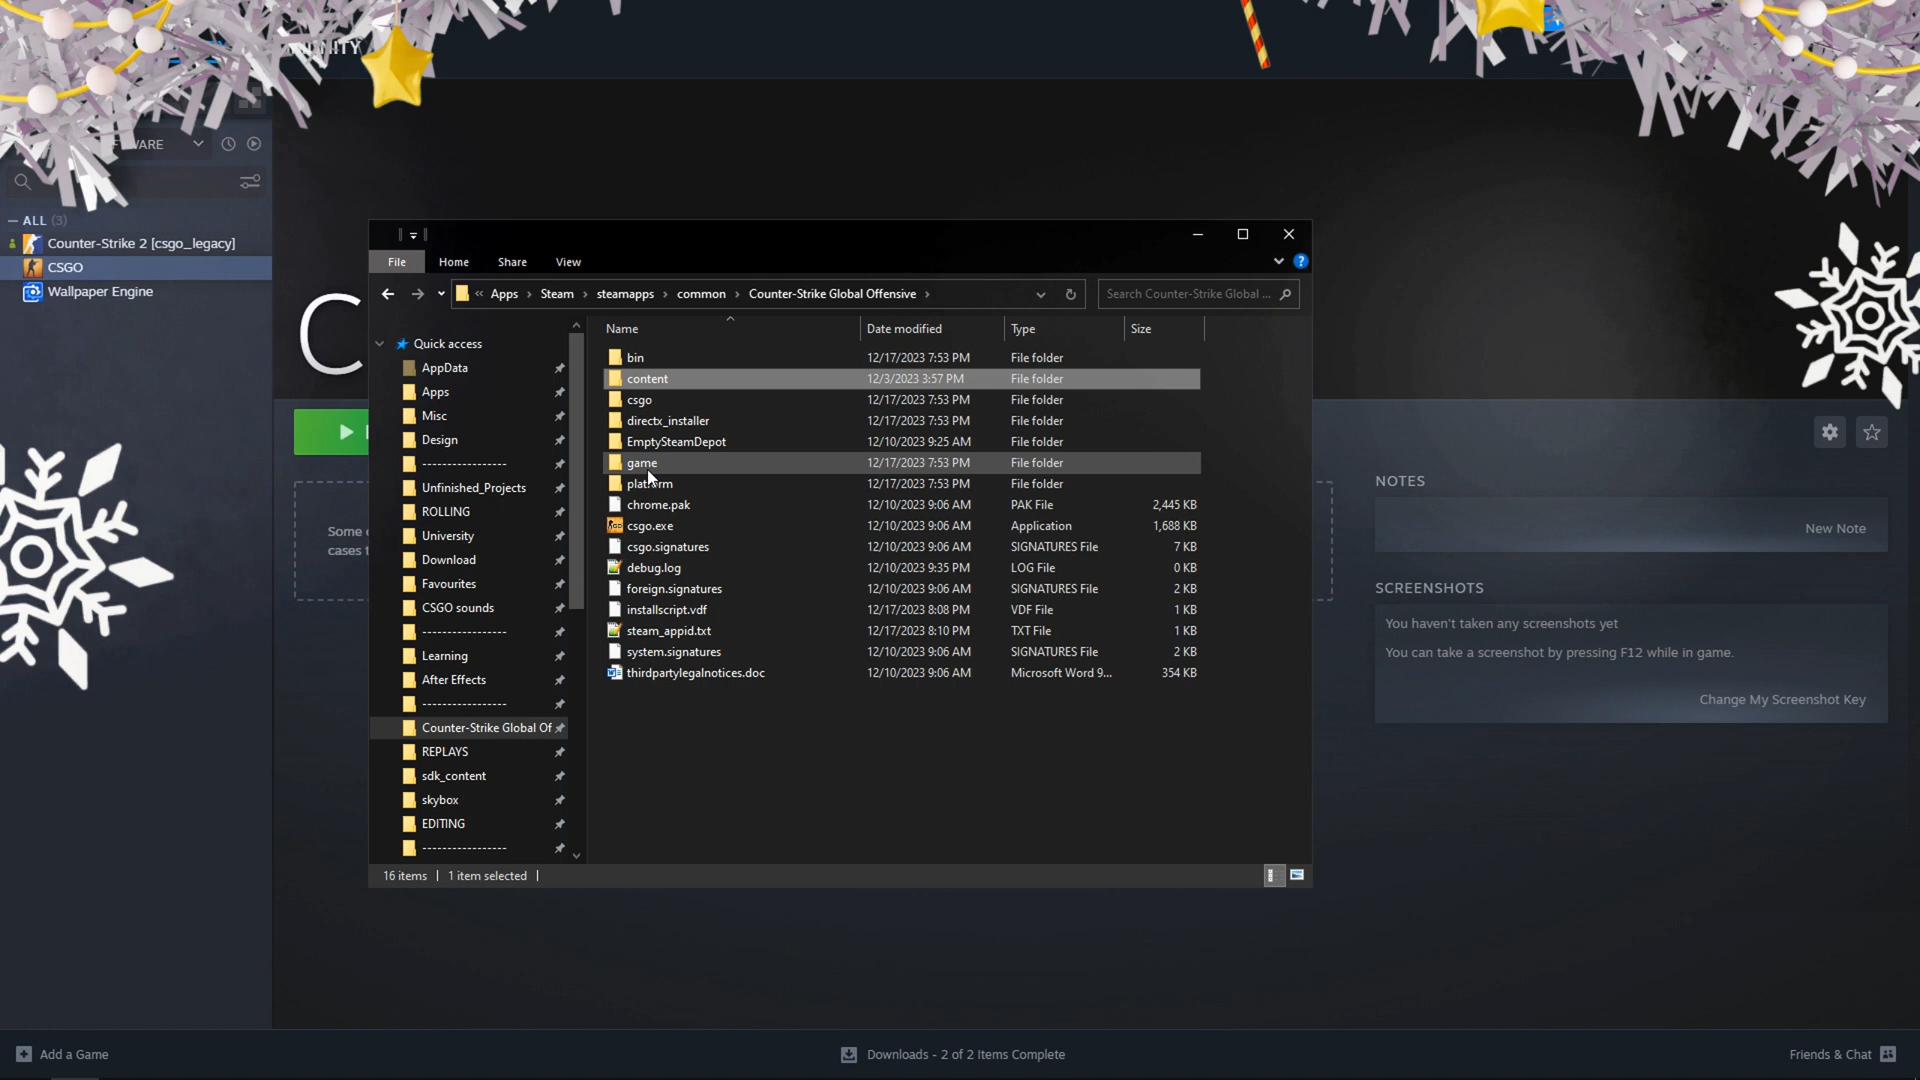 NITY
WARE
ALL (3)
Counter-Strike 2 [csgo_legacy]
CSGO
Wallpaper Engine
C
File Home Share View
« Apps › Steam › steamapps › common › Counter-Strike Global Offensive ›
Search Counter-Strike Global ...
Quick access
AppData
Apps
Misc
Design
-----------------
Unfinished_Projects
ROLLING
University
Download
Favourites
CSGO sounds
-----------------
Learning
After Effects
-----------------
Counter-Strike Global Of
REPLAYS
sdk_content
skybox
EDITING
-----------------
Name Date modified Type Size
bin 12/17/2023 7:53 PM File folder
content 12/3/2023 3:57 PM File folder
csgo 12/17/2023 7:53 PM File folder
directx_installer 12/17/2023 7:53 PM File folder
EmptySteamDepot 12/10/2023 9:25 AM File folder
game 12/17/2023 7:53 PM File folder
platform 12/17/2023 7:53 PM File folder
chrome.pak 12/10/2023 9:06 AM PAK File 2,445 KB
csgo.exe 12/10/2023 9:06 AM Application 1,688 KB
csgo.signatures 12/10/2023 9:06 AM SIGNATURES File 7 KB
debug.log 12/10/2023 9:35 PM LOG File 0 KB
foreign.signatures 12/10/2023 9:06 AM SIGNATURES File 2 KB
installscript.vdf 12/17/2023 8:08 PM VDF File 1 KB
steam_appid.txt 12/17/2023 8:10 PM TXT File 1 KB
system.signatures 12/10/2023 9:06 AM SIGNATURES File 2 KB
thirdpartylegalnotices.doc 12/10/2023 9:06 AM Microsoft Word 9... 354 KB
16 items | 1 item selected |
Some
cases
NOTES
New Note
SCREENSHOTS
You haven't taken any screenshots yet
You can take a screenshot by pressing F12 while in game.
Change My Screenshot Key
Add a Game
Downloads - 2 of 2 Items Complete
Friends & Chat